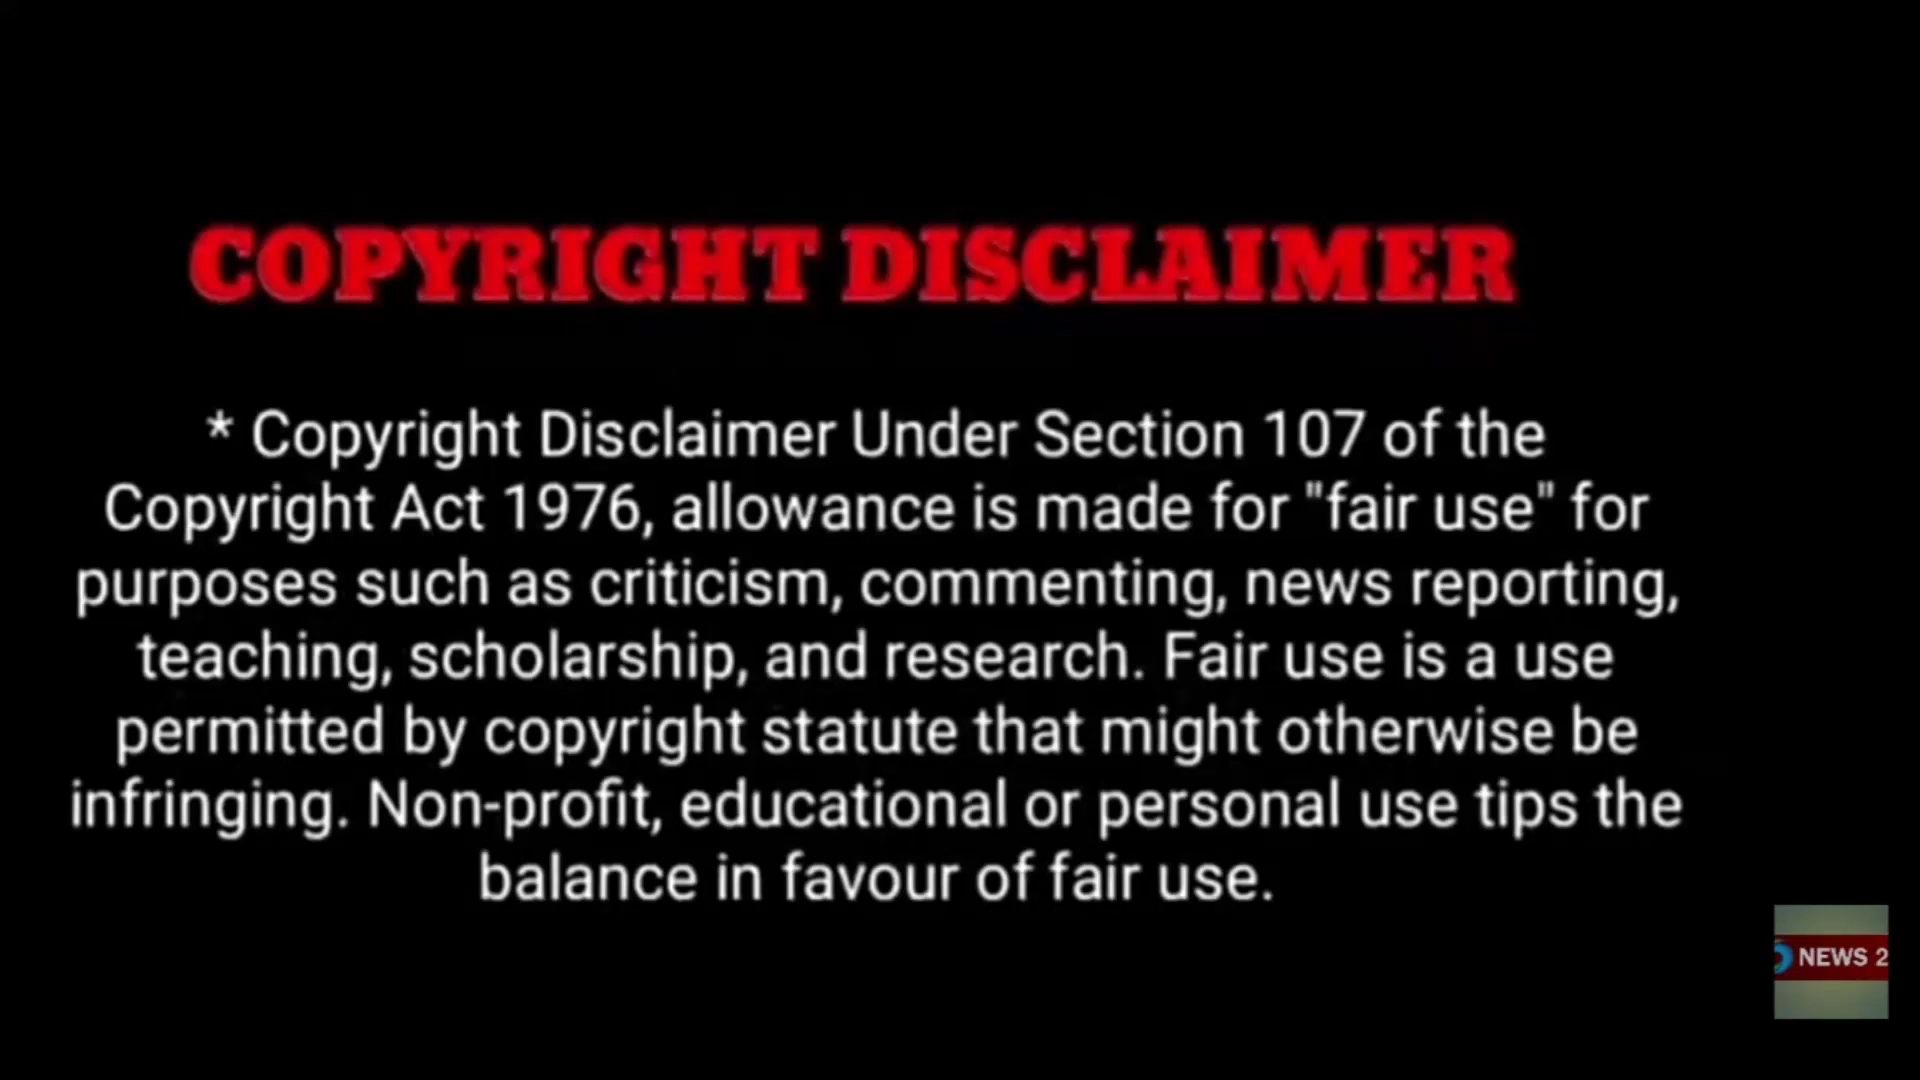 COPYRIGHT DISCLAIMER
* Copyright Disclaimer Under Section 107 of the
Copyright Act 1976, allowance is made for "fair use" for
purposes such as criticism, commenting, news reporting,
teaching, scholarship, and research. Fair use is a use
permitted by copyright statute that might otherwise be
infringing. Non-profit, educational or personal use tips the
balance in favour of fair use.
NEWS 2